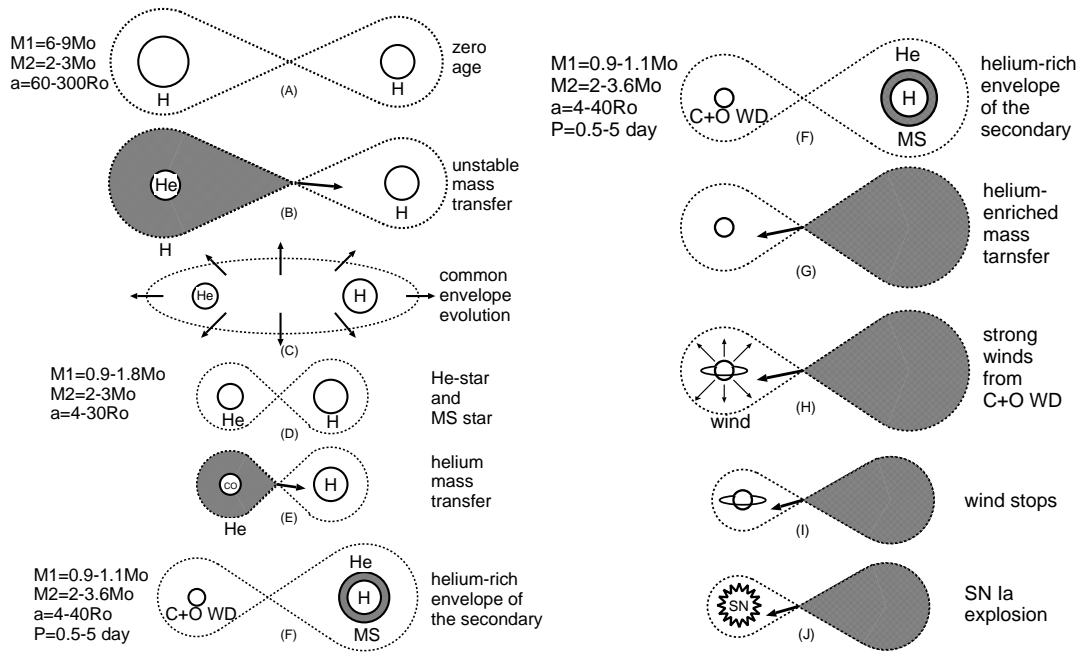 M1=6-9Mo
M2=2-3Mo
a=60-300Ro
H
H
(A)
zero
age
He
H
H
(B)
unstable
mass
transfer
He
H
(C)
common
envelope
evolution
M1=0.9-1.8Mo
M2=2-3Mo
a=4-30Ro
He
H
(D)
He-star
and
MS star
CO
He
H
(E)
helium
mass
transfer
M1=0.9-1.1Mo
M2=2-3.6Mo
a=4-40Ro
P=0.5-5 day
C+O WD
He
H
MS
(F)
helium-rich
envelope of
the secondary
M1=0.9-1.1Mo
M2=2-3.6Mo
a=4-40Ro
P=0.5-5 day
C+O WD
He
H
MS
(F)
helium-rich
envelope
of the
secondary
(G)
helium-
enriched
mass
tarnsfer
wind
(H)
strong
winds
from
C+O WD
(I)
wind stops
SN
(J)
SN Ia
explosion